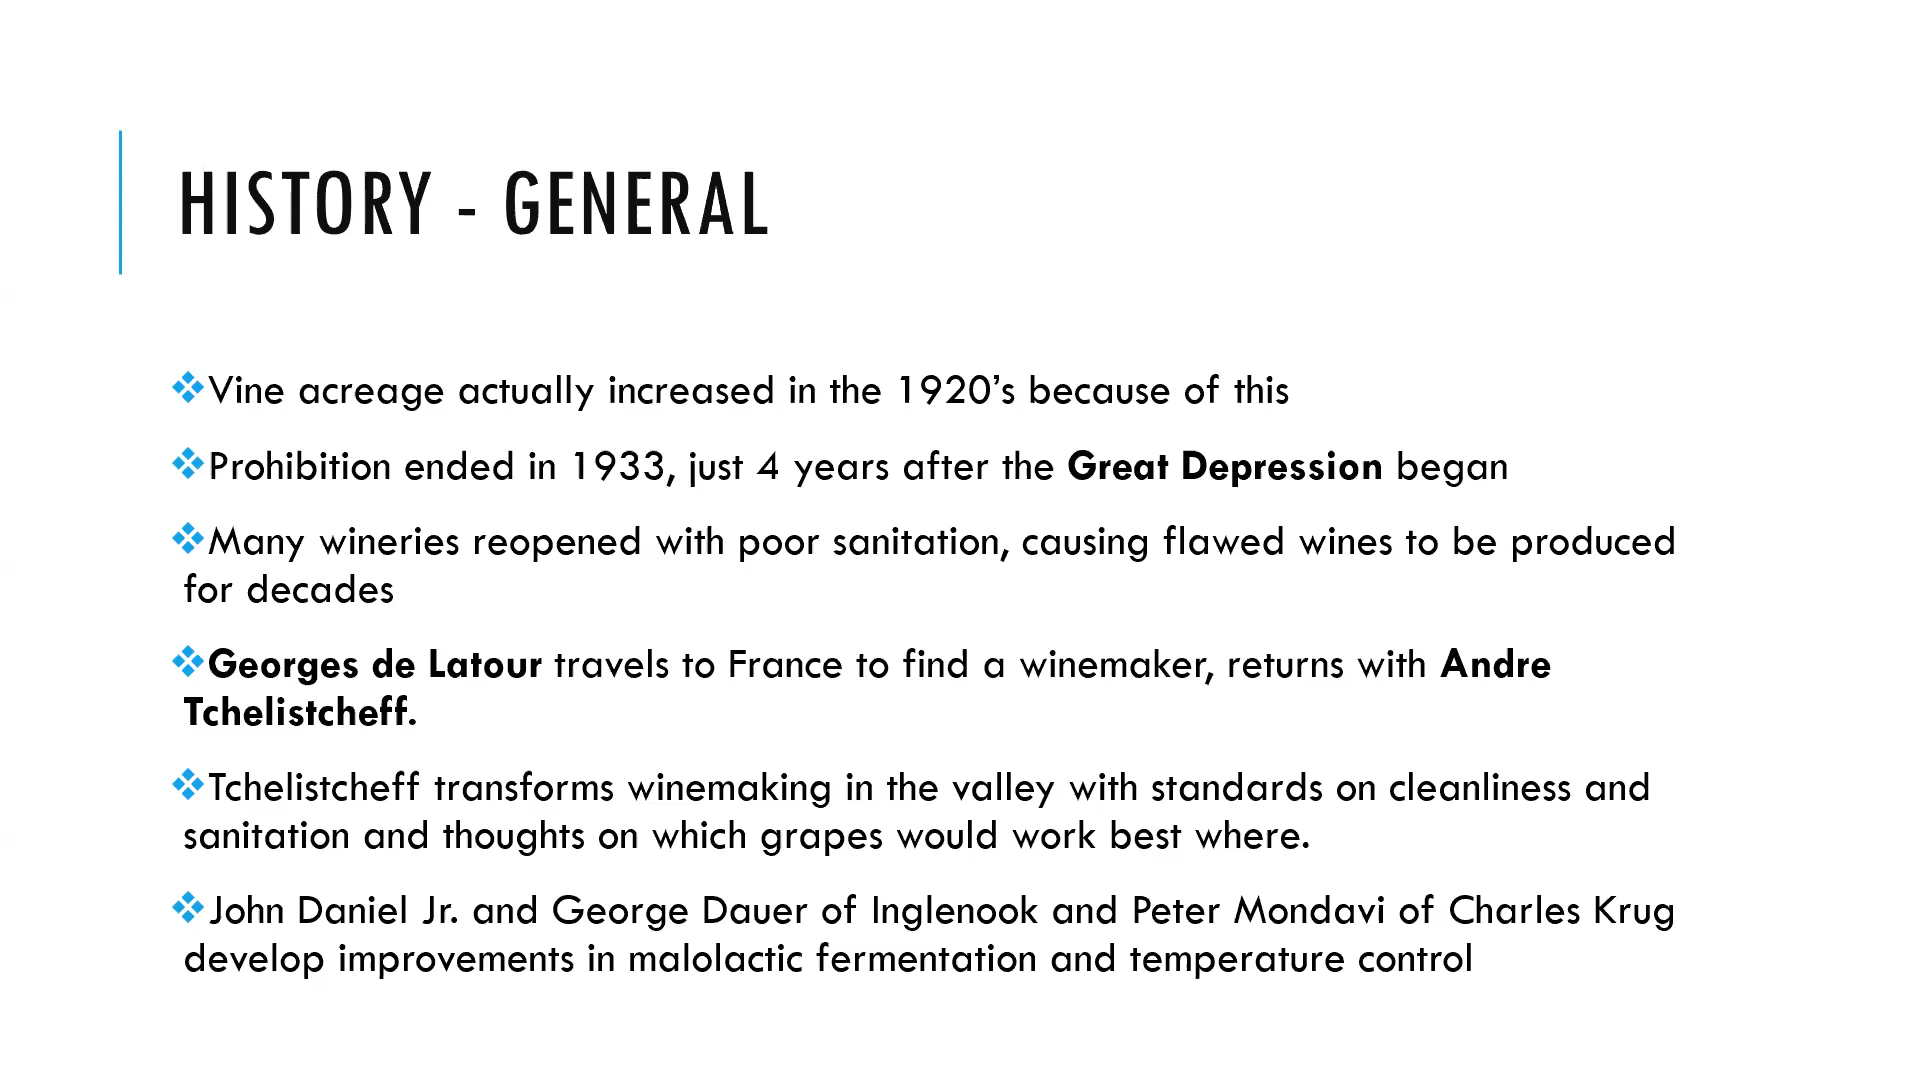 HISTORY - GENERAL
❖Vine acreage actually increased in the 1920’s because of this
❖Prohibition ended in 1933, just 4 years after the Great Depression began
❖Many wineries reopened with poor sanitation, causing flawed wines to be produced
for decades
❖Georges de Latour travels to France to find a winemaker, returns with Andre
Tchelistcheff.
❖Tchelistcheff transforms winemaking in the valley with standards on cleanliness and
sanitation and thoughts on which grapes would work best where.
❖John Daniel Jr. and George Dauer of Inglenook and Peter Mondavi of Charles Krug
develop improvements in malolactic fermentation and temperature control